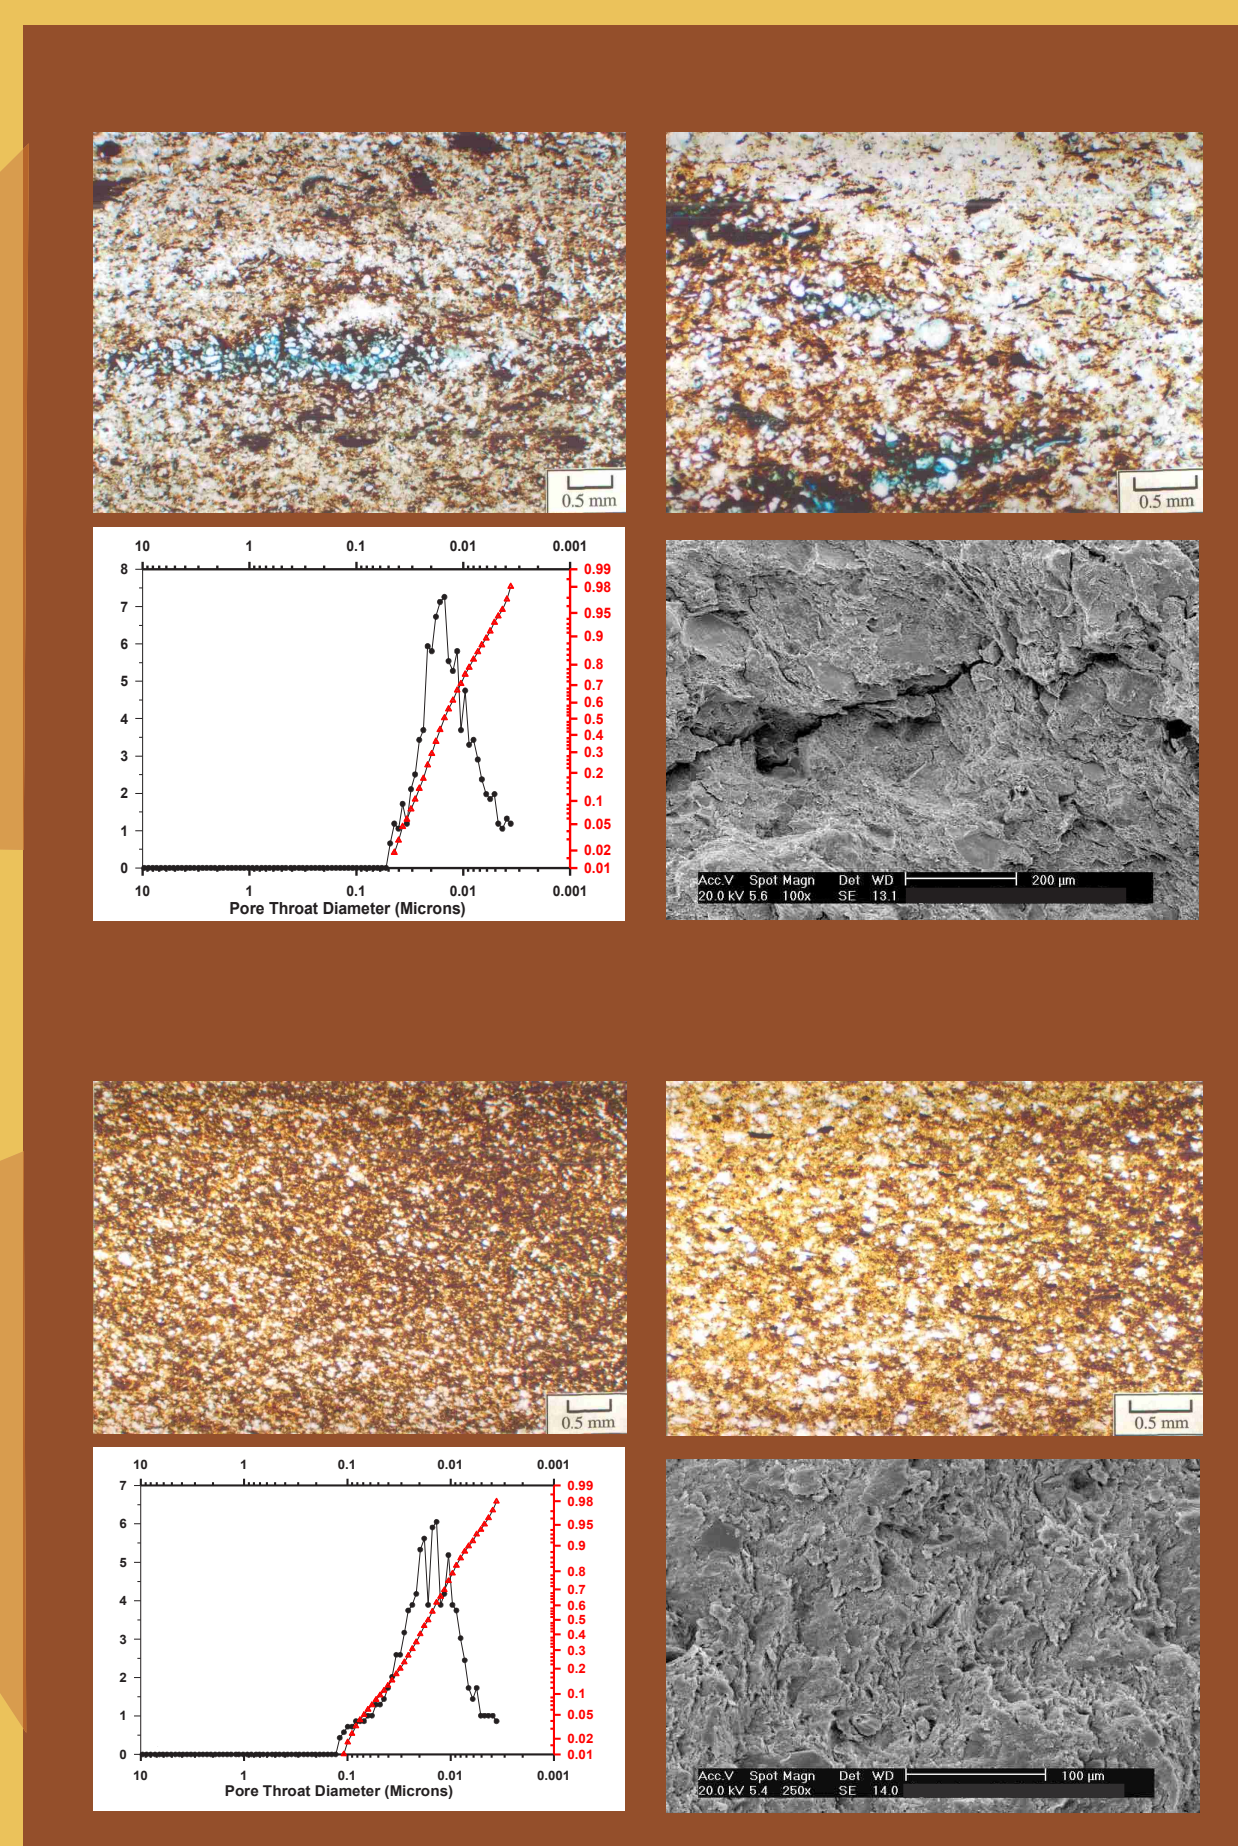 0.5 mm
0.5 mm
10 1 0.1 0.01 0.001
8 0.99
0.98
7 0.95
0.9
6
0.8
5 0.7
0.6
4 0.5
0.4
3 0.3
0.2
2
0.1
1 0.05
0.02
0 0.01
10 1 0.1 0.01 0.001
Pore Throat Diameter (Microns)
Acc.V Spot Magn Det WD 200 µm
20.0 kV 5.6 100x SE 13.1
0.5 mm
0.5 mm
10 1 0.1 0.01 0.001
7 0.99
0.98
6 0.95
0.9
5
0.8
0.7
4 0.6
0.5
0.4
3 0.3
0.2
2
0.1
1 0.05
0.02
0 0.01
10 1 0.1 0.01 0.001
Pore Throat Diameter (Microns)
Acc.V Spot Magn Det WD 100 µm
20.0 kV 5.4 250x SE 14.0